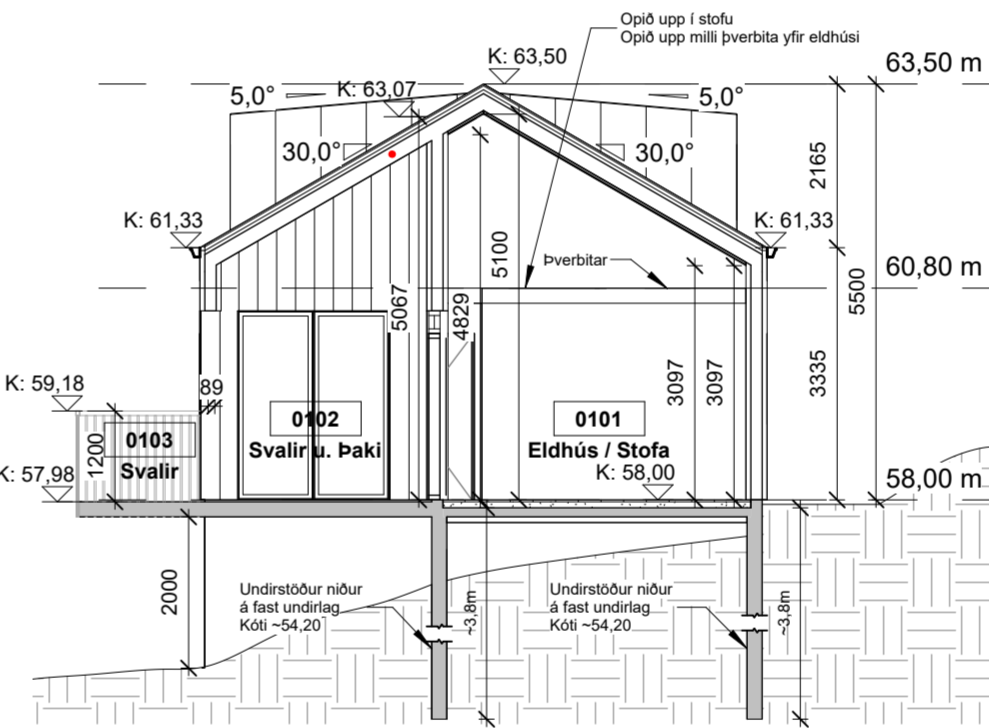 Opið upp í stofu
Opið upp milli þverbita yfir eldhúsi
K: 63,50
63,50 m
5,0°
K: 63,07
5,0°
30,0°
30,0°
2165
K: 61,33
K: 61,33
5100
Þverbitar
60,80 m
5500
5067
4829
3097
3097
3335
K: 59,18
89
1200
0103
Svalir
0102
Svalir u. Þaki
0101
Eldhús / Stofa
K: 58,00
K: 57,98
58,00 m
2000
Undirstöður niður
á fast undirlag
Kóti ~54,20
~3,8m
Undirstöður niður
á fast undirlag
Kóti ~54,20
~3,8m